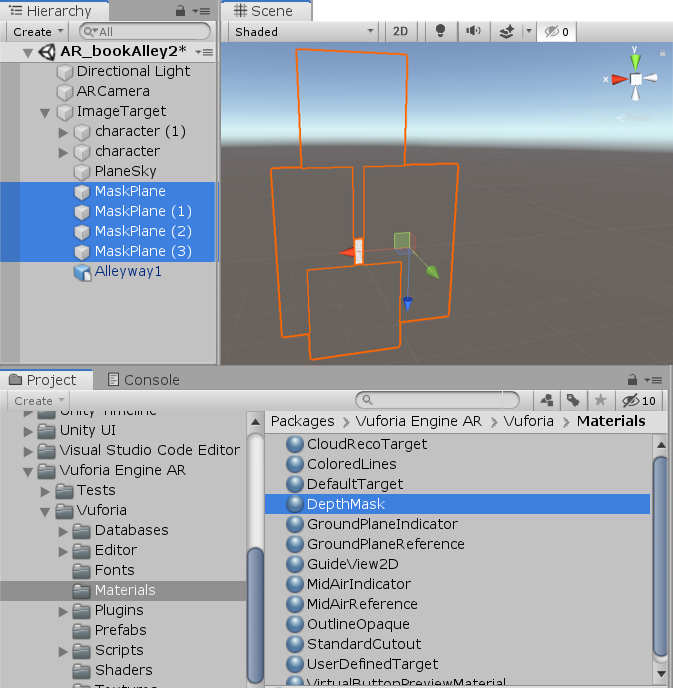 Hierarchy
Create
All
AR_bookAlley2*
Directional Light
ARCamera
ImageTarget
character (1)
character
PlaneSky
MaskPlane
MaskPlane (1)
MaskPlane (2)
MaskPlane (3)
Alleyway1
Scene
Shaded 2D 0
y
x
Project Console
Create
10
Unity Timeline
Unity UI
Visual Studio Code Editor
Vuforia Engine AR
Tests
Vuforia
Databases
Editor
Fonts
Materials
Plugins
Prefabs
Scripts
Shaders
Textures
Packages > Vuforia Engine AR > Vuforia > Materials
CloudRecoTarget
ColoredLines
DefaultTarget
DepthMask
GroundPlaneIndicator
GroundPlaneReference
GuideView2D
MidAirIndicator
MidAirReference
OutlineOpaque
StandardCutout
UserDefinedTarget
VirtualButtonPreviewMaterial